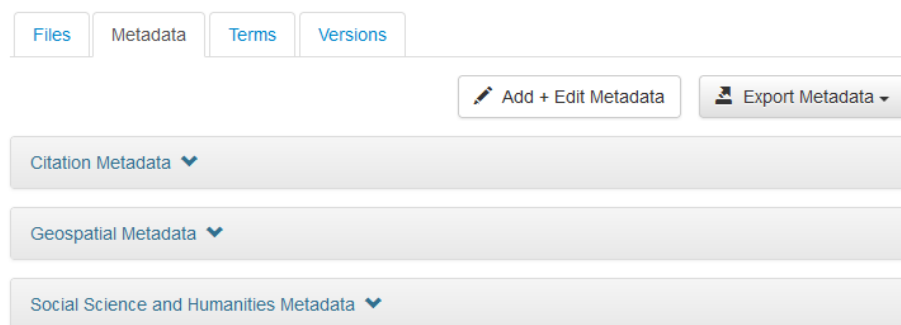 Files Metadata Terms Versions
Add + Edit Metadata Export Metadata
Citation Metadata
Geospatial Metadata
Social Science and Humanities Metadata